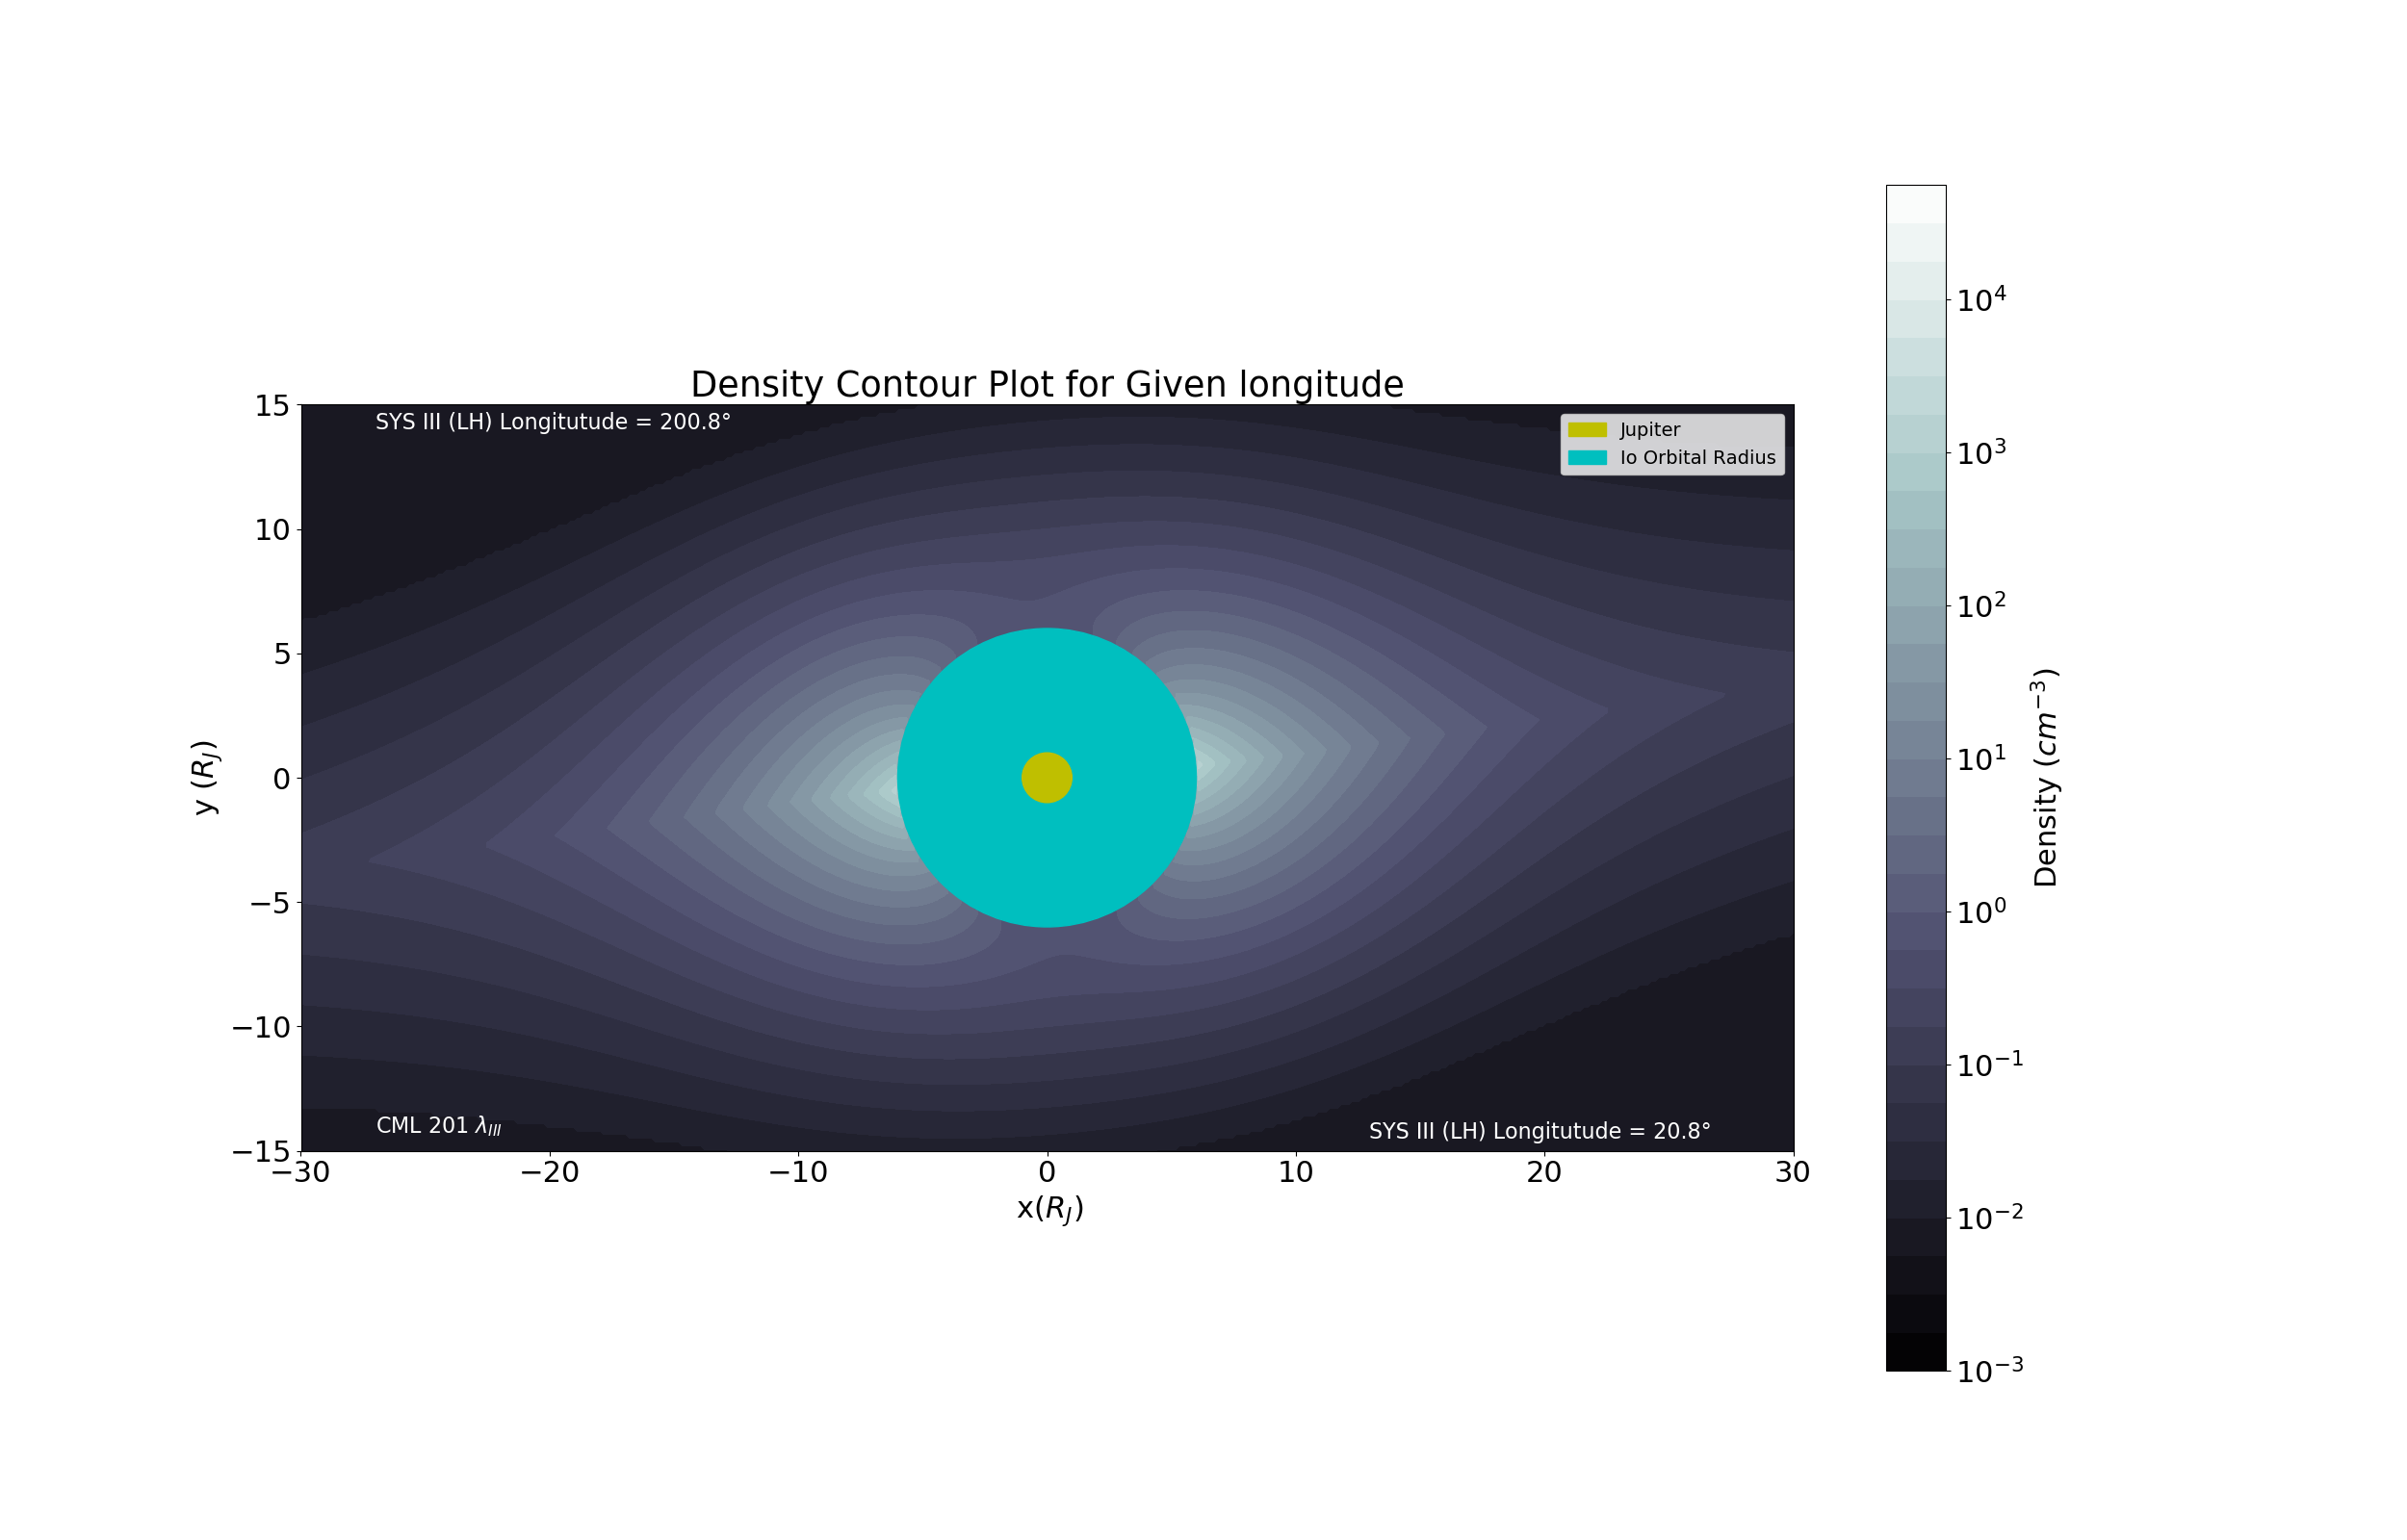 Density Contour Plot for Given longitude
SYS III (LH) Longitutude = 200.8°
Jupiter
Io Orbital Radius
15
10
5
0
−5
−10
−15
y (R_J)
CML 201 λ_III
SYS III (LH) Longitutude = 20.8°
−30 −20 −10 0 10 20 30
x(R_J)
10^4
10^3
10^2
10^1
10^0
10^−1
10^−2
10^−3
Density (cm^−3)